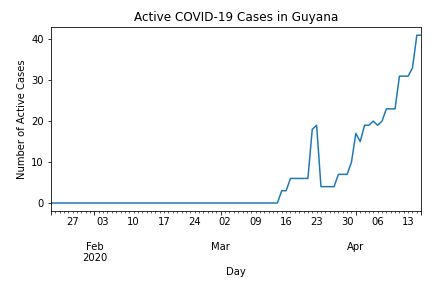 Active COVID-19 Cases in Guyana
Number of Active Cases
40
30
20
10
0
27 03 10 17 24 02 09 16 23 30 06 13
Feb Mar Apr
2020
Day